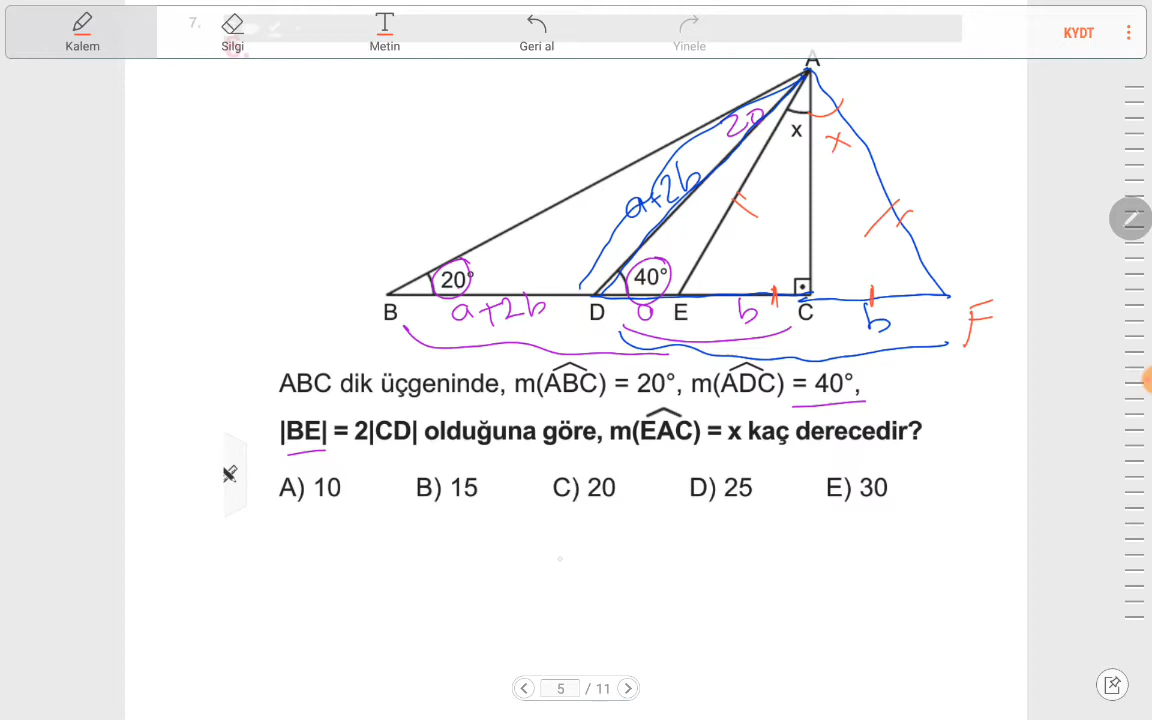 7.
Kalem
Silgi
Metin
Geri al
Yinele
KYDT
A
20
x
x
a+2b
20°
40°
B
a+2b
D
a
E
b
C
b
F
ABC dik üçgeninde, m(ABC) = 20°, m(ADC) = 40°,
|BE| = 2|CD| olduğuna göre, m(EAC) = x kaç derecedir?
A) 10 B) 15 C) 20 D) 25 E) 30
5 / 11